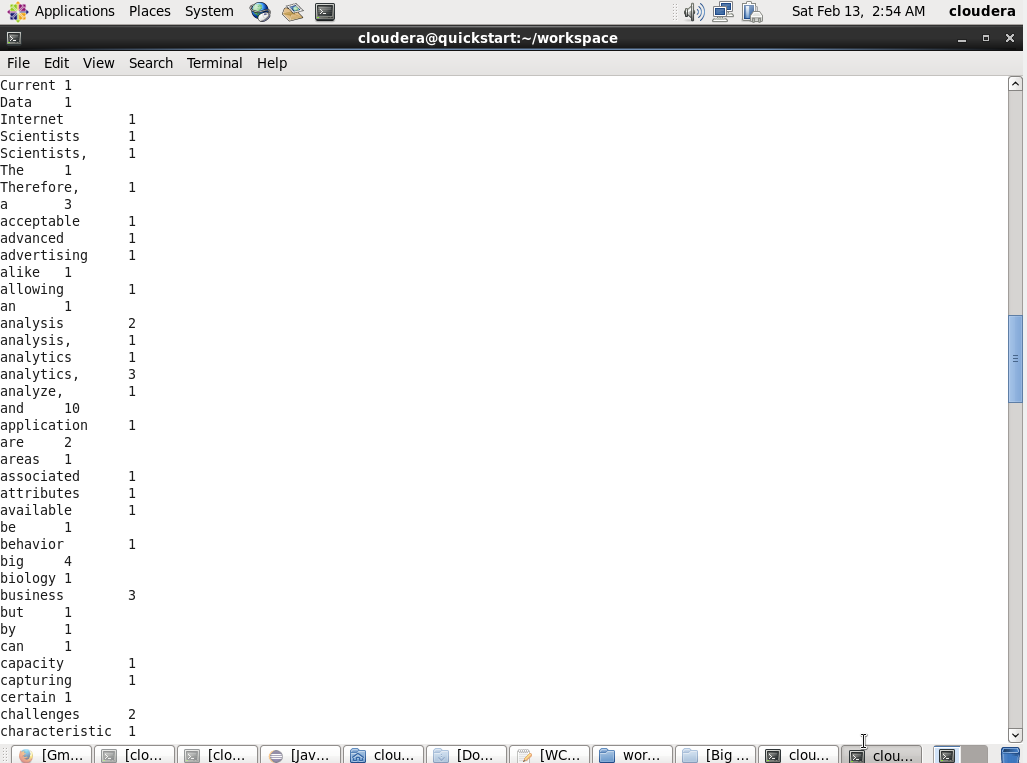 Applications Places System Sat Feb 13, 2:54 AM cloudera
cloudera@quickstart:~/workspace
File Edit View Search Terminal Help
Current 1
Data 1
Internet 1
Scientists 1
Scientists, 1
The 1
Therefore, 1
a 3
acceptable 1
advanced 1
advertising 1
alike 1
allowing 1
an 1
analysis 2
analysis, 1
analytics 1
analytics, 3
analyze, 1
and 10
application 1
are 2
areas 1
associated 1
attributes 1
available 1
be 1
behavior 1
big 4
biology 1
business 3
but 1
by 1
can 1
capacity 1
capturing 1
certain 1
challenges 2
characteristic 1
[Gm... [clo... [clo... [Jav... clou... [Do... [WC... wor... [Big ... clou... clou...